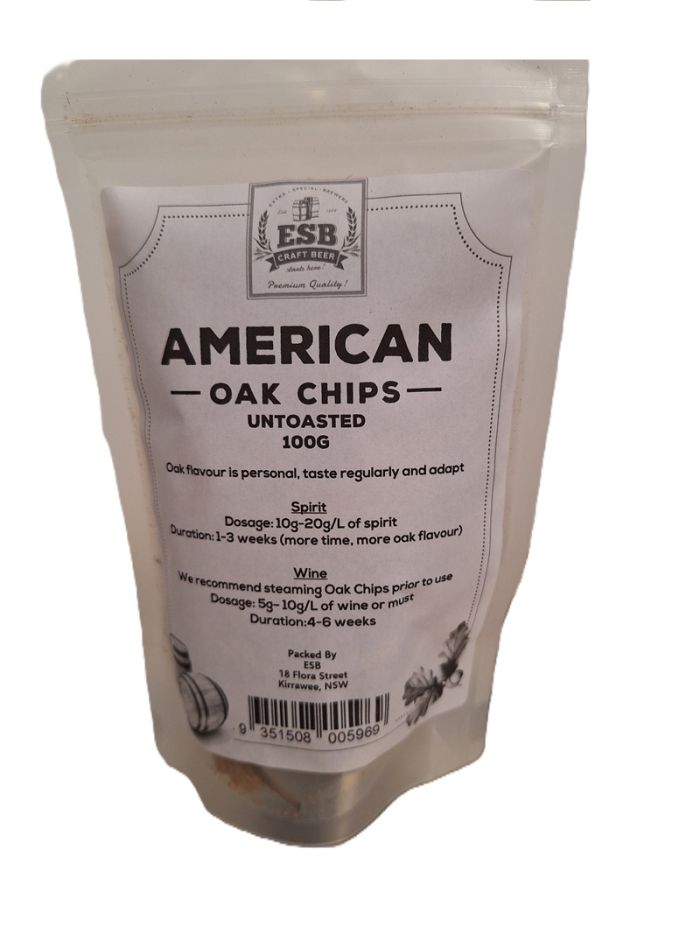 EXTRA - SPECIAL - BREWERS
ESB
CRAFT BEER
starts here!
Premium Quality!
AMERICAN
OAK CHIPS
UNTOASTED
100G
Oak flavour is personal, taste regularly and adapt
Spirit
Dosage: 10g-20g/L of spirit
Duration: 1-3 weeks (more time, more oak flavour)
Wine
We recommend steaming Oak Chips prior to use
Dosage: 5g- 10g/L of wine or must
Duration:4-6 weeks
Packed By
ESB
18 Flora Street
Kirrawee, NSW
9 351508 005969